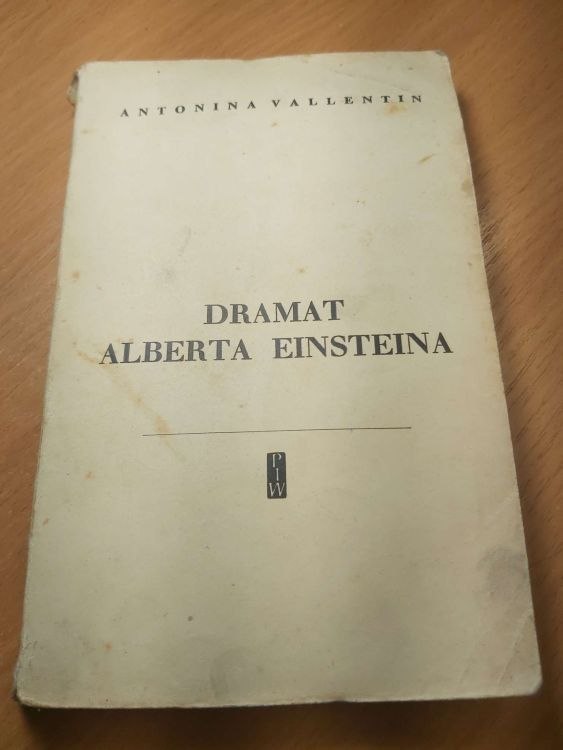 ANTONINA VALLENTIN
DRAMAT
ALBERTA EINSTEINA
P
I
W